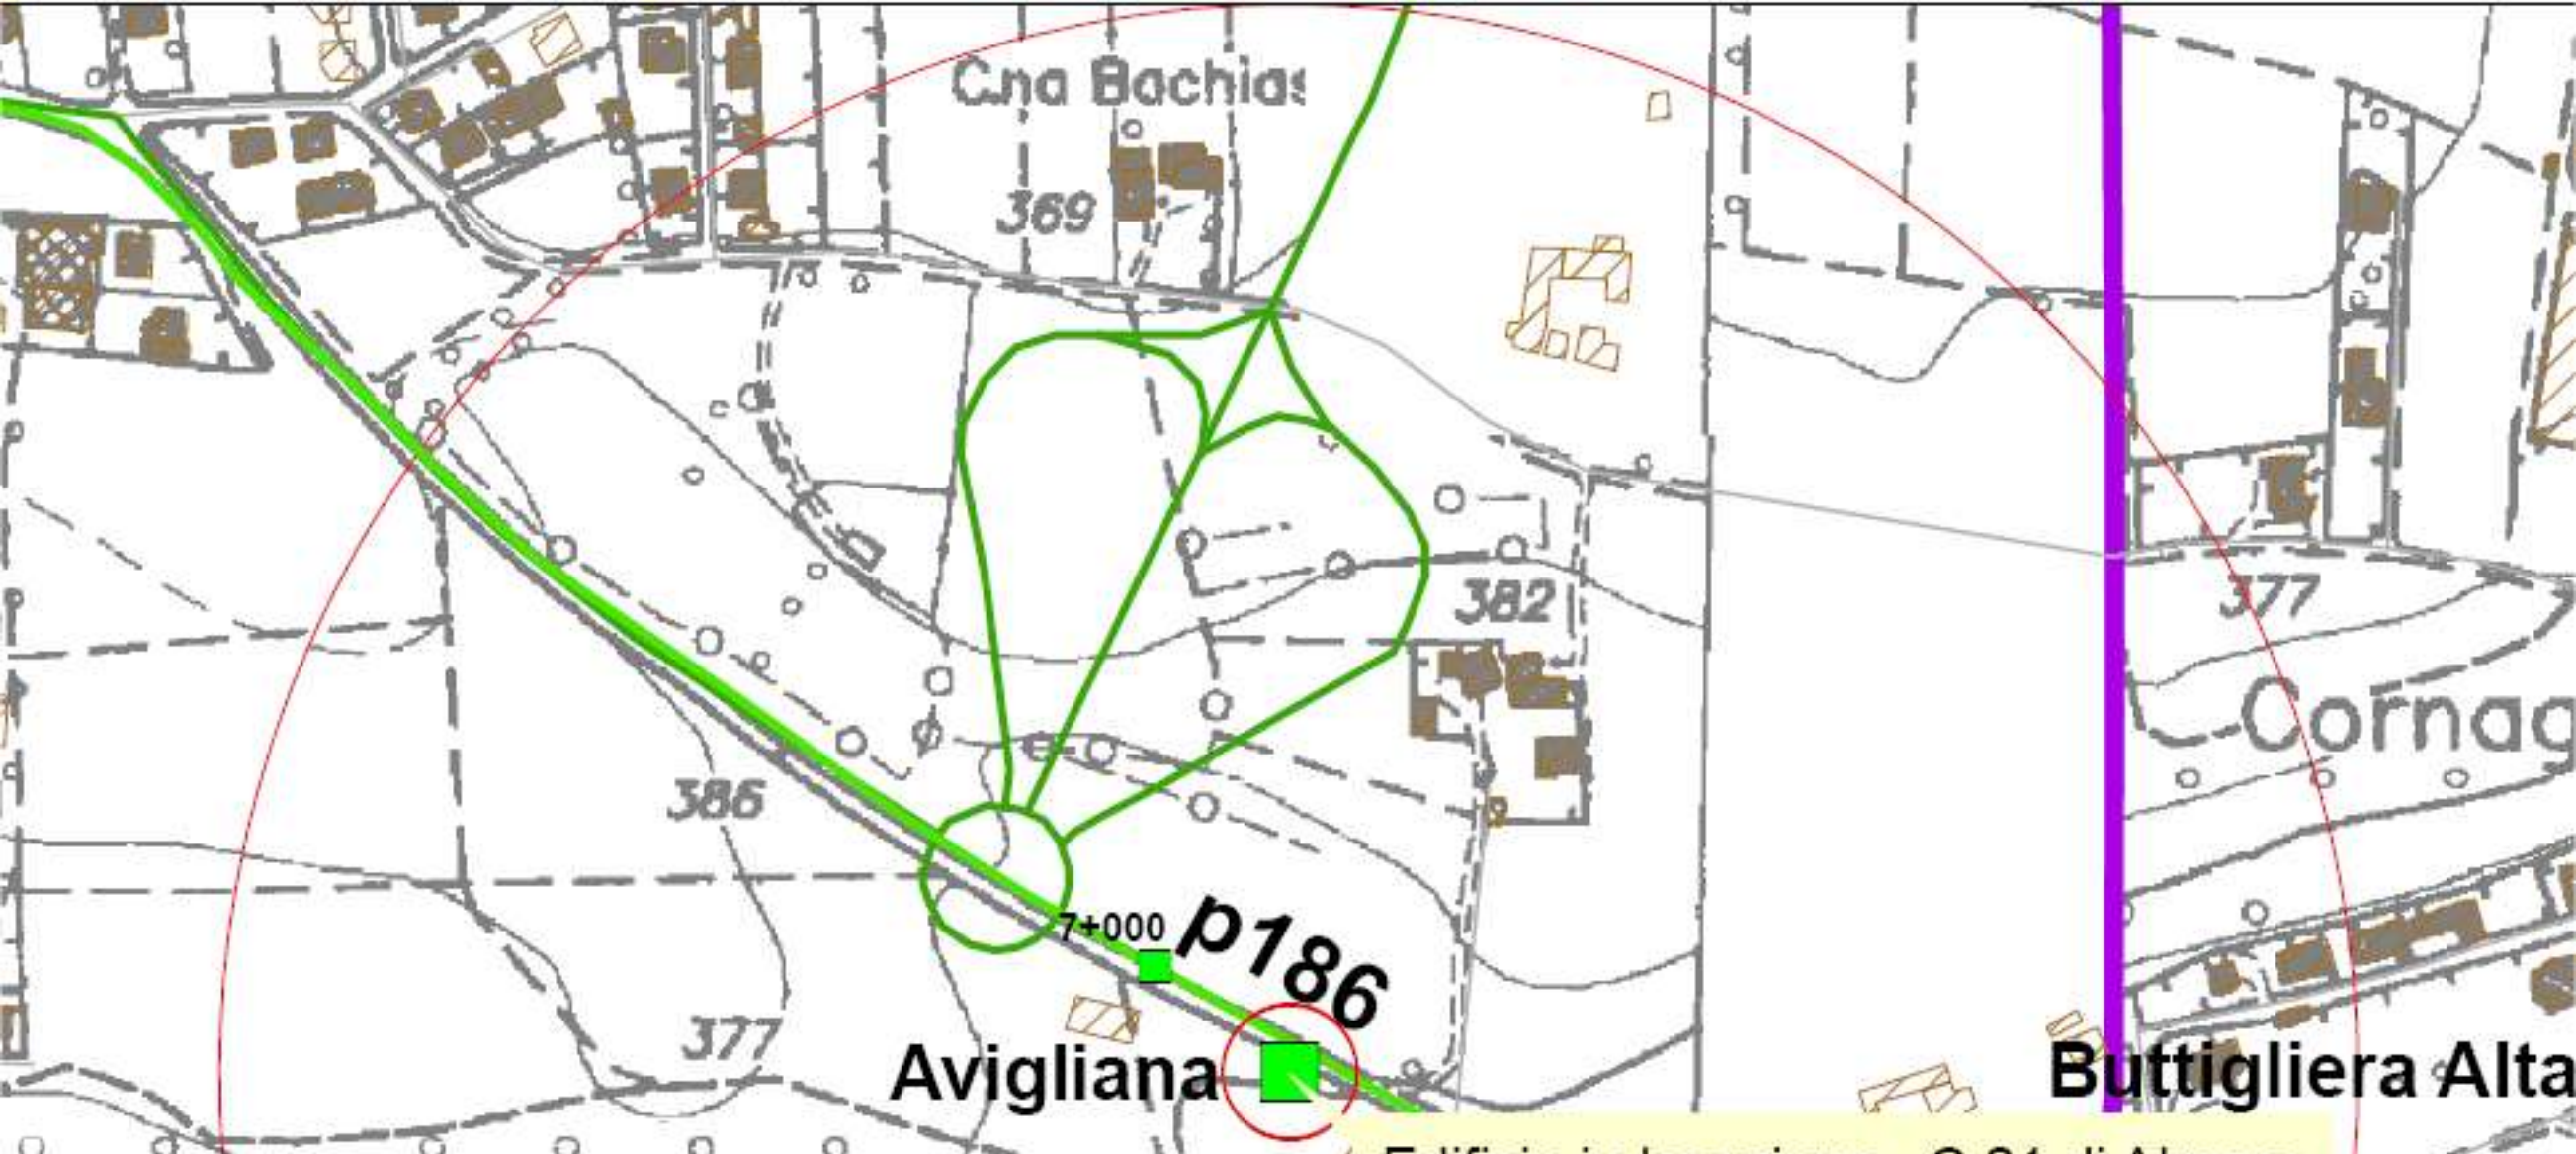 C.na Bachias
369
382
377
Cornag
386
7+000
p186
377
Avigliana
Buttigliera Alta